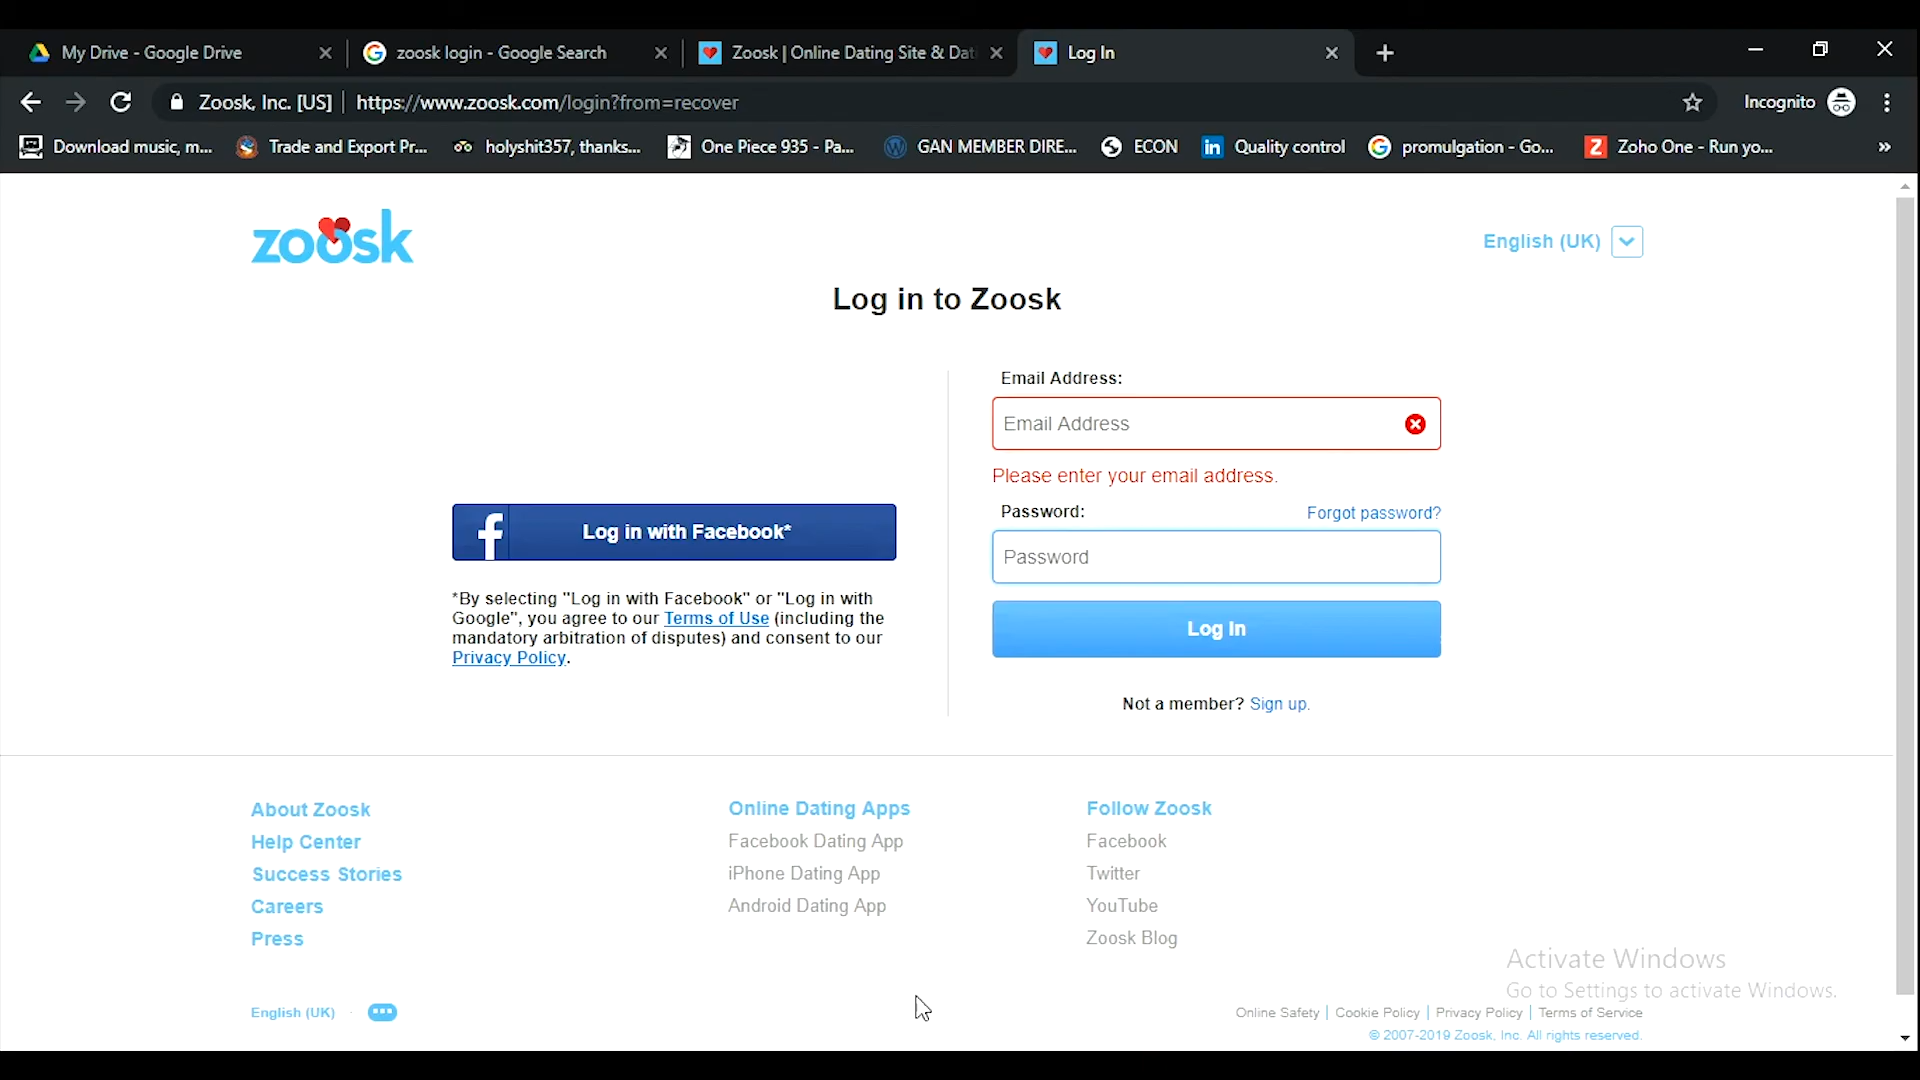 My Drive - Google Drive
zoosk login - Google Search
Zoosk | Online Dating Site & Dat
Log In
Zoosk, Inc. [US]
https://www.zoosk.com/login?from=recover
Incognito
Download music, m...
Trade and Export Pr...
holyshit357, thanks...
One Piece 935 - Pa...
GAN MEMBER DIRE...
ECON
Quality control
promulgation - Go...
Zoho One - Run yo...
zoosk
English (UK)
Log in to Zoosk
Log in with Facebook*
*By selecting "Log in with Facebook" or "Log in with
Google", you agree to our Terms of Use (including the
mandatory arbitration of disputes) and consent to our
Privacy Policy.
Email Address:
Email Address
Please enter your email address.
Password:
Forgot password?
Password
Log In
Not a member? Sign up.
About Zoosk
Help Center
Success Stories
Careers
Press
Online Dating Apps
Facebook Dating App
iPhone Dating App
Android Dating App
Follow Zoosk
Facebook
Twitter
YouTube
Zoosk Blog
Activate Windows
Go to Settings to activate Windows.
English (UK)
Online Safety | Cookie Policy | Privacy Policy | Terms of Service
© 2007-2019 Zoosk, Inc. All rights reserved.